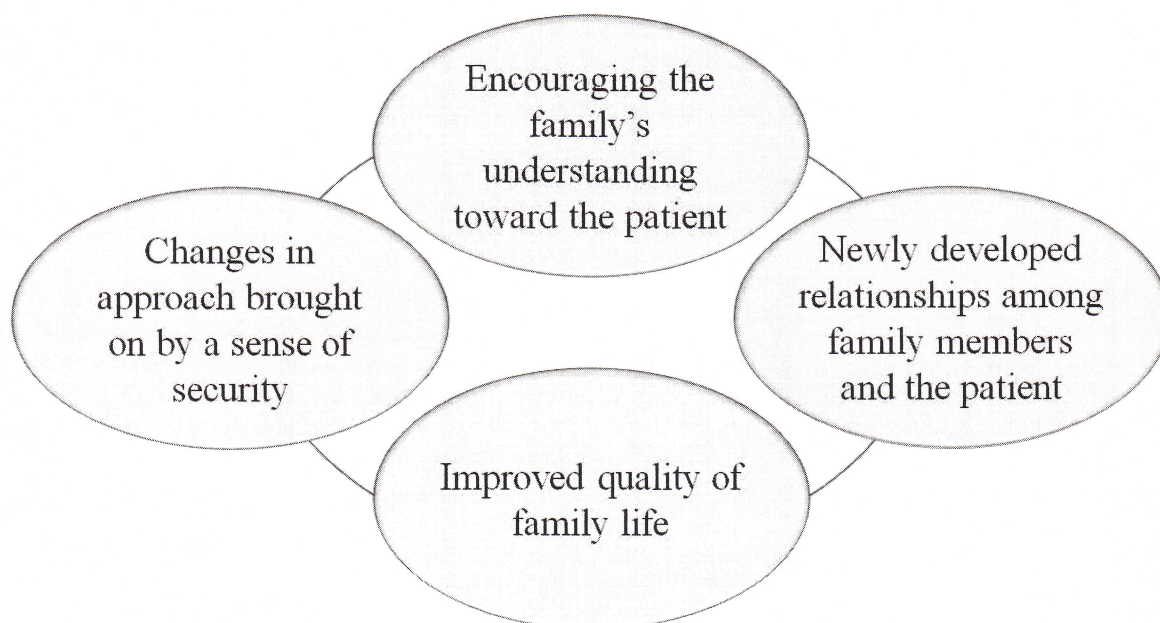 Encouraging the
family’s
understanding
toward the patient
Changes in
approach brought
on by a sense of
security
Newly developed
relationships among
family members
and the patient
Improved quality of
family life